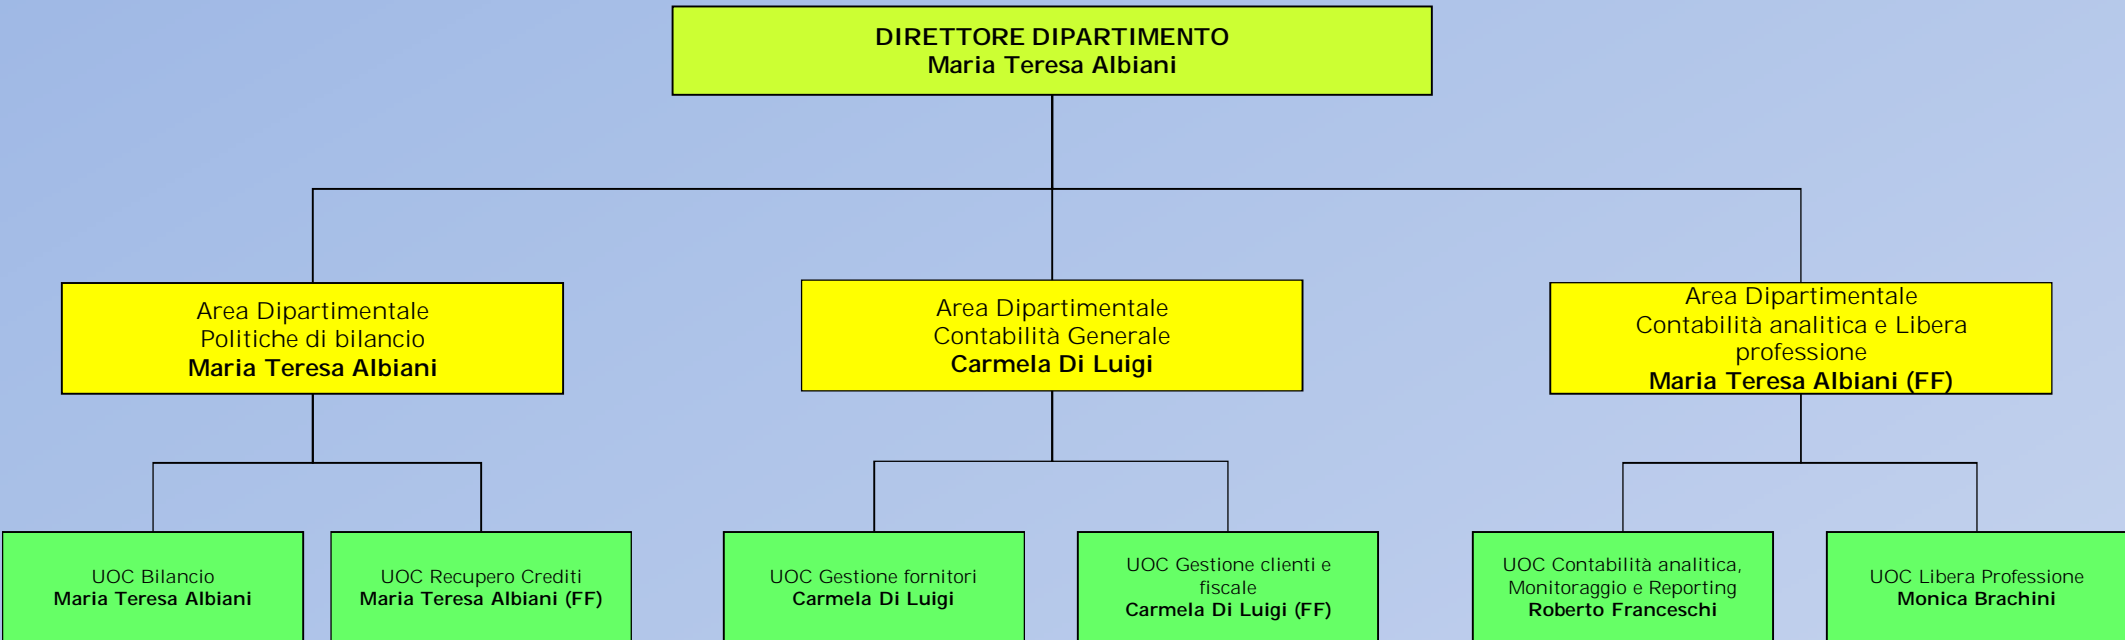 DIRETTORE DIPARTIMENTO
Maria Teresa Albiani
Area Dipartimentale
Politiche di bilancio
Maria Teresa Albiani
Area Dipartimentale
Contabilità Generale
Carmela Di Luigi
Area Dipartimentale
Contabilità analitica e Libera
professione
Maria Teresa Albiani (FF)
UOC Bilancio
Maria Teresa Albiani
UOC Recupero Crediti
Maria Teresa Albiani (FF)
UOC Gestione fornitori
Carmela Di Luigi
UOC Gestione clienti e
fiscale
Carmela Di Luigi (FF)
UOC Contabilità analitica,
Monitoraggio e Reporting
Roberto Franceschi
UOC Libera Professione
Monica Brachini